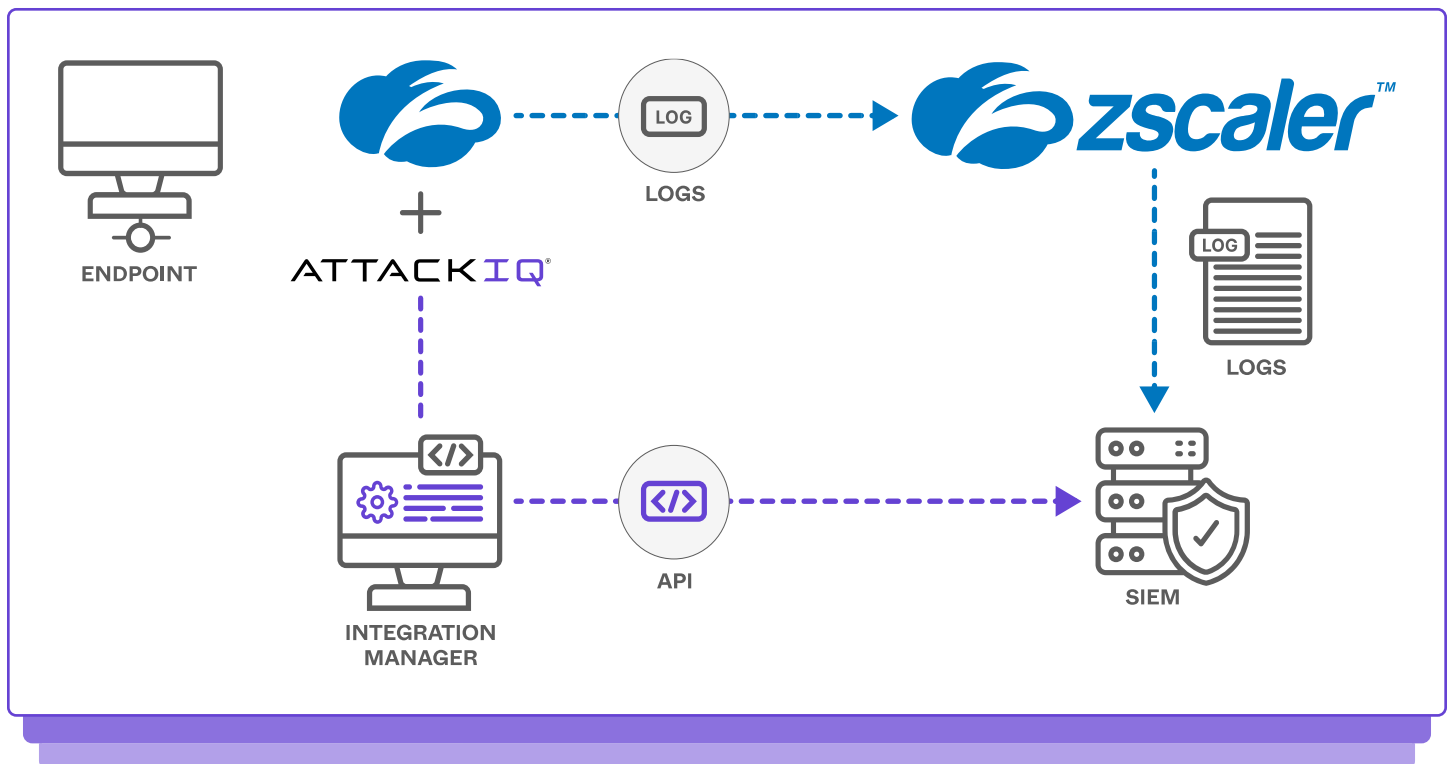 LOG
zscaler™
LOGS
ENDPOINT
ATTACKIQ®
LOG
LOGS
</>
</>
API
SIEM
INTEGRATION
MANAGER